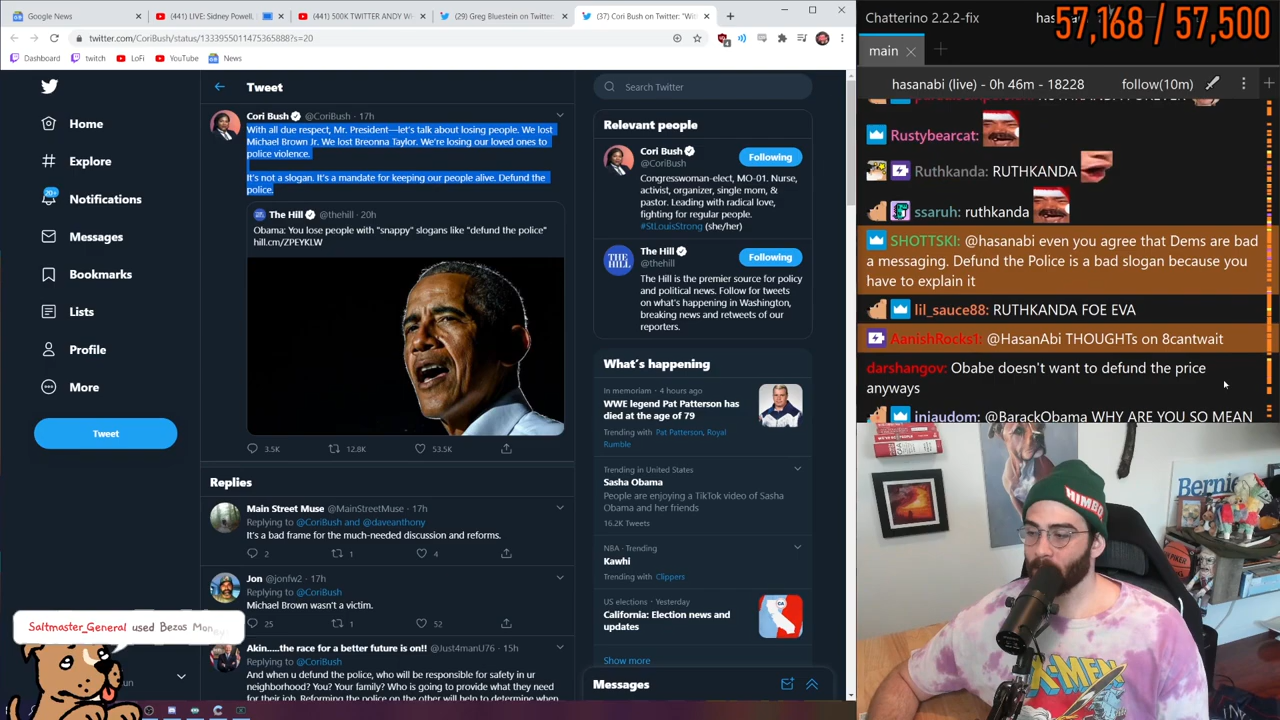 Google News
(441) LIVE: Sidney Powell,
(441) 500K TWITTER ANDY W
(29) Greg Bluestein on Twitter:
(37) Cori Bush on Twitter: "Wit
twitter.com/CoriBush/status/1333955011475365888?s=20
Dashboard
twitch
LoFi
YouTube
News
Home
Explore
20+
Notifications
Messages
Bookmarks
Lists
Profile
More
Tweet
Tweet
Cori Bush @CoriBush · 17h
With all due respect, Mr. President—let's talk about losing people. We lost
Michael Brown Jr. We lost Breonna Taylor. We're losing our loved ones to
police violence.
It's not a slogan. It's a mandate for keeping our people alive. Defund the
police.
THE HILL
The Hill @thehill · 20h
Obama: You lose people with "snappy" slogans like "defund the police"
hill.cm/ZPEYKLW
3.5K
12.8K
53.5K
Replies
Main Street Muse @MainStreetMuse · 17h
Replying to @CoriBush and @daveanthony
It's a bad frame for the much-needed discussion and reforms.
2
1
4
Jon @jonfw2 · 17h
Replying to @CoriBush
Michael Brown wasn't a victim.
25
1
52
Akin.....the race for a better future is on!! @Just4manU76 · 15h
Replying to @CoriBush
And when u defund the police, who will be responsible for safety in ur
neighborhood? You? Your family? Who is going to provide what they need
for their job. Reforming the police on the other will help to determine when
Search Twitter
Relevant people
Cori Bush
@CoriBush
Following
Congresswoman-elect, MO-01. Nurse,
activist, organizer, single mom, &
pastor. Leading with radical love,
fighting for regular people.
#StLouisStrong (she/her)
THE HILL
The Hill
@thehill
Following
The Hill is the premier source for policy
and political news. Follow for tweets
on what's happening in Washington,
breaking news and retweets of our
reporters.
What's happening
In memoriam · 4 hours ago
WWE legend Pat Patterson has
died at the age of 79
Trending with Pat Patterson, Royal
Rumble
Trending in United States
Sasha Obama
People are enjoying a TikTok video of Sasha
Obama and her friends
16.2K Tweets
NBA · Trending
Kawhi
Trending with Clippers
US elections · Yesterday
California: Election news and
updates
Show more
Messages
Saltmaster_General used Bezos Mon
Chatterino 2.2.2-fix
57,168 / 57,500
main
hasanabi (live) - 0h 46m - 18228
follow(10m)
Rustybearcat:
Ruthkanda: RUTHKANDA
ssaruh: ruthkanda
SHOTTSKI: @hasanabi even you agree that Dems are bad
a messaging. Defund the Police is a bad slogan because you
have to explain it
lil_sauce88: RUTHKANDA FOE EVA
AanishRocks1: @HasanAbi THOUGHTs on 8cantwait
darshangov: Obabe doesn't want to defund the price
anyways
injaudom: @BarackObama WHY ARE YOU SO MEAN
HIMBO
Bernie
X-MEN